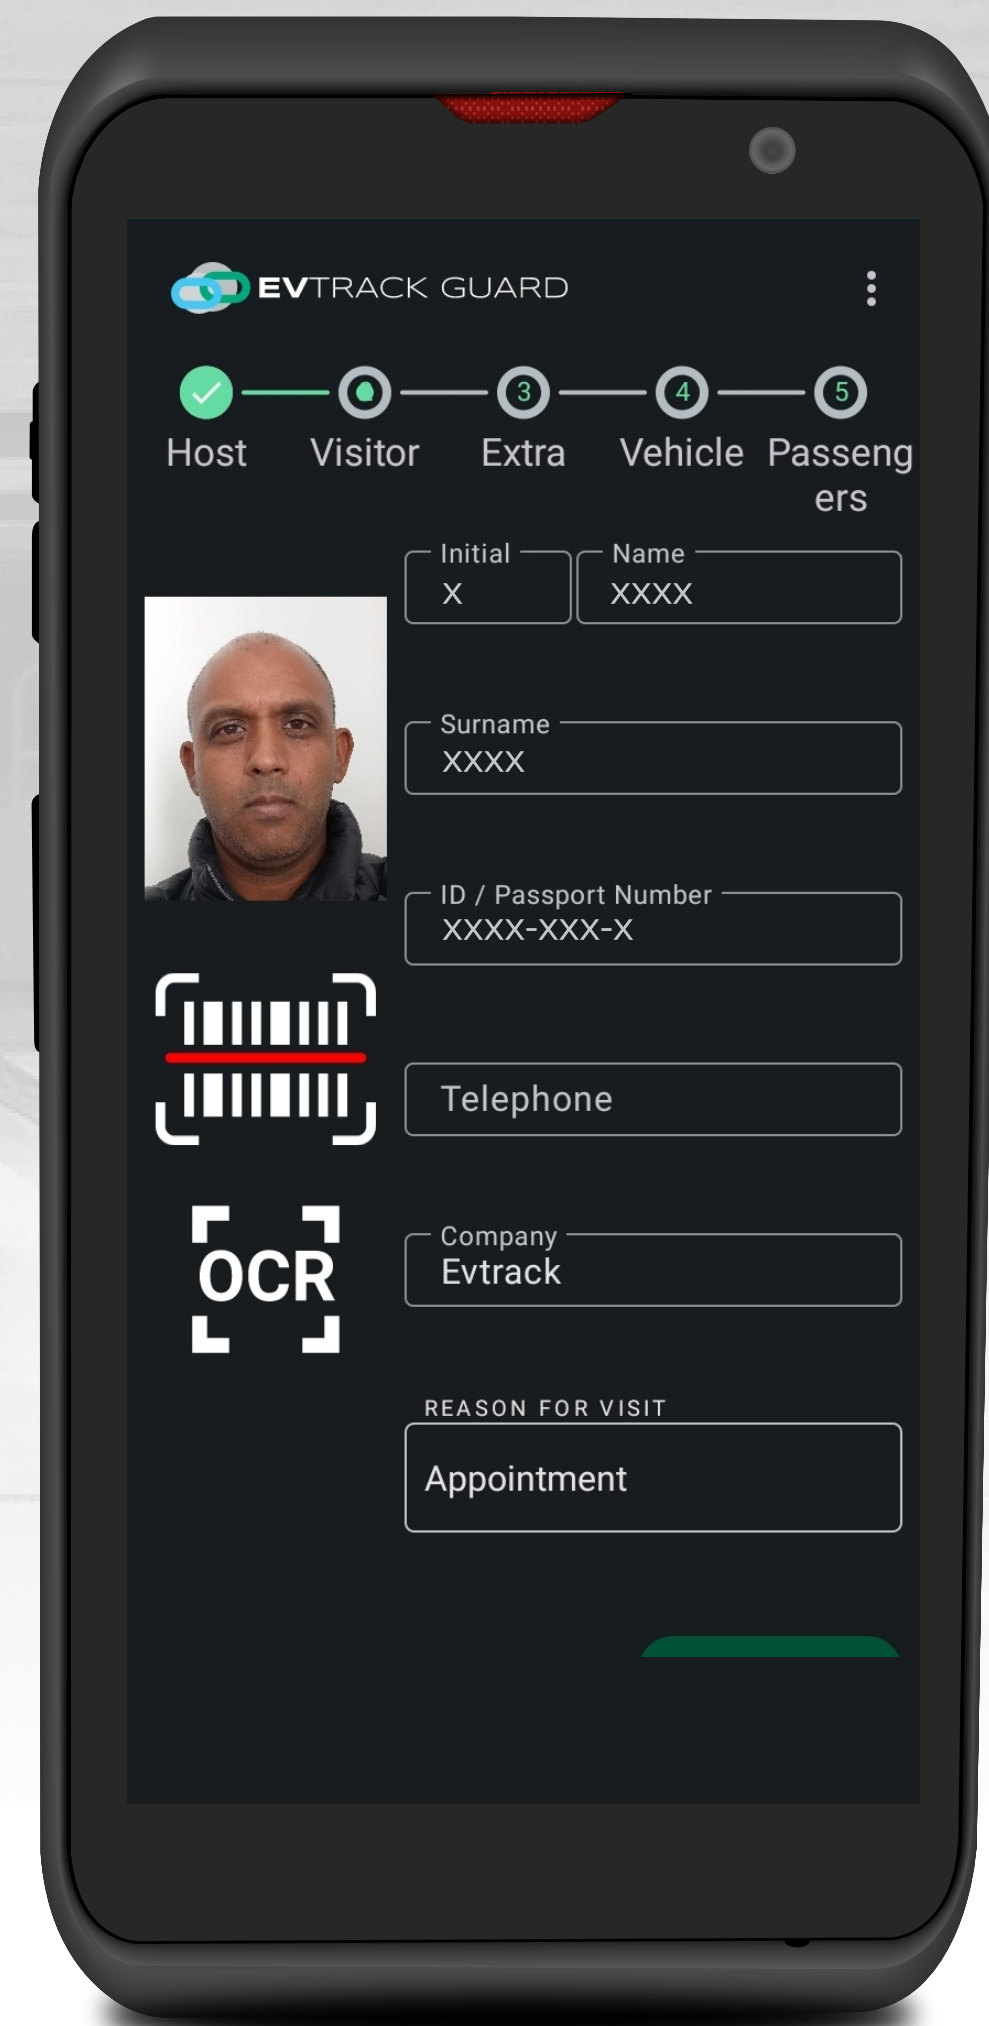 EVTRACK GUARD
3 4 5
Host Visitor Extra Vehicle Passeng
ers
Initial Name
X XXXX
Surname
XXXX
ID / Passport Number
XXXX-XXX-X
Telephone
OCR
Company
Evtrack
REASON FOR VISIT
Appointment